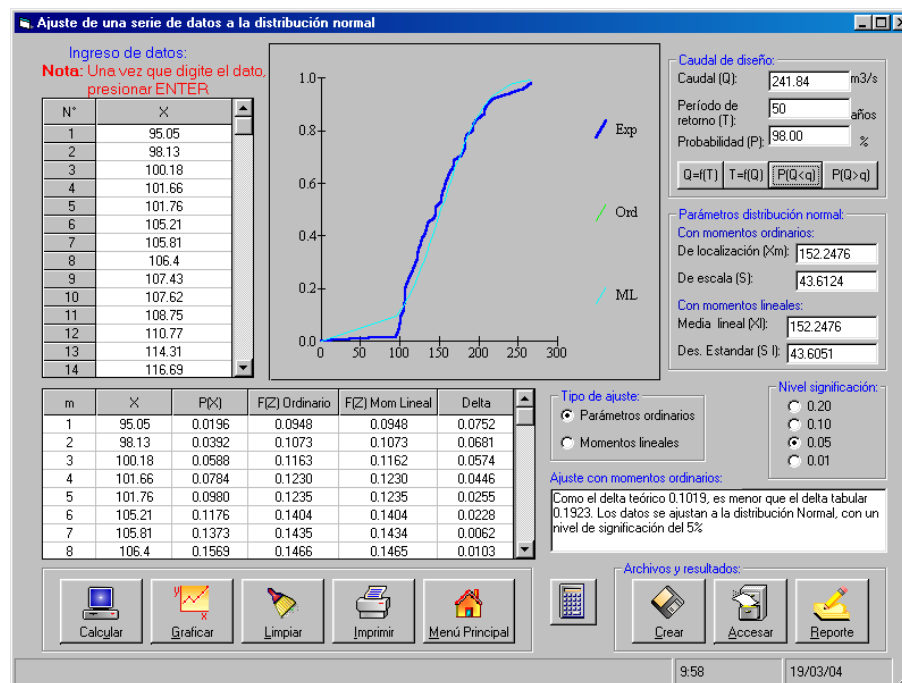 Ajuste de una serie de datos a la distribución normal
Ingreso de datos:
Nota: Una vez que digite el dato,
presionar ENTER
N° X
1 95.05
2 98.13
3 100.18
4 101.66
5 101.76
6 105.21
7 105.81
8 106.4
9 107.43
10 107.62
11 108.75
12 110.77
13 114.31
14 116.69
1.0
0.8
0.6
0.4
0.2
0.0
0 50 100 150 200 250 300
Exp
Ord
ML
Caudal de diseño:
Caudal (Q): 241.84 m3/s
Período de
retorno (T): 50 años
Probabilidad (P): 98.00 %
Q=f(T) T=f(Q) P(Q<q) P(Q>q)
Parámetros distribución normal:
Con momentos ordinarios:
De localización (Xm): 152.2476
De escala (S): 43.6124
Con momentos lineales:
Media lineal (Xl): 152.2476
Des. Estandar (S l): 43.6051
m X P(X) F(Z) Ordinario F(Z) Mom Lineal Delta
1 95.05 0.0196 0.0948 0.0948 0.0752
2 98.13 0.0392 0.1073 0.1073 0.0681
3 100.18 0.0588 0.1163 0.1162 0.0574
4 101.66 0.0784 0.1230 0.1230 0.0446
5 101.76 0.0980 0.1235 0.1235 0.0255
6 105.21 0.1176 0.1404 0.1404 0.0228
7 105.81 0.1373 0.1435 0.1434 0.0062
8 106.4 0.1569 0.1466 0.1465 0.0103
Tipo de ajuste:
Parámetros ordinarios
Momentos lineales
Nivel significación:
0.20
0.10
0.05
0.01
Ajuste con momentos ordinarios:
Como el delta teórico 0.1019, es menor que el delta tabular
0.1923. Los datos se ajustan a la distribución Normal, con un
nivel de significación del 5%
Calcular
y
x
Graficar
Limpiar
Imprimir
Menú Principal
Archivos y resultados:
Crear
Accesar
Reporte
9:58
19/03/04